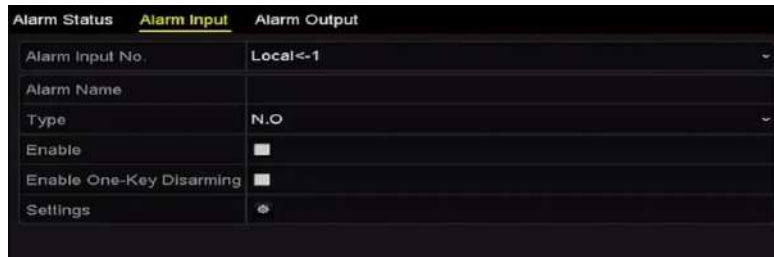 Alarm Status Alarm Input Alarm Output
Alarm Input No. Local<-1
Alarm Name
Type N.O
Enable
Enable One-Key Disarming
Settings